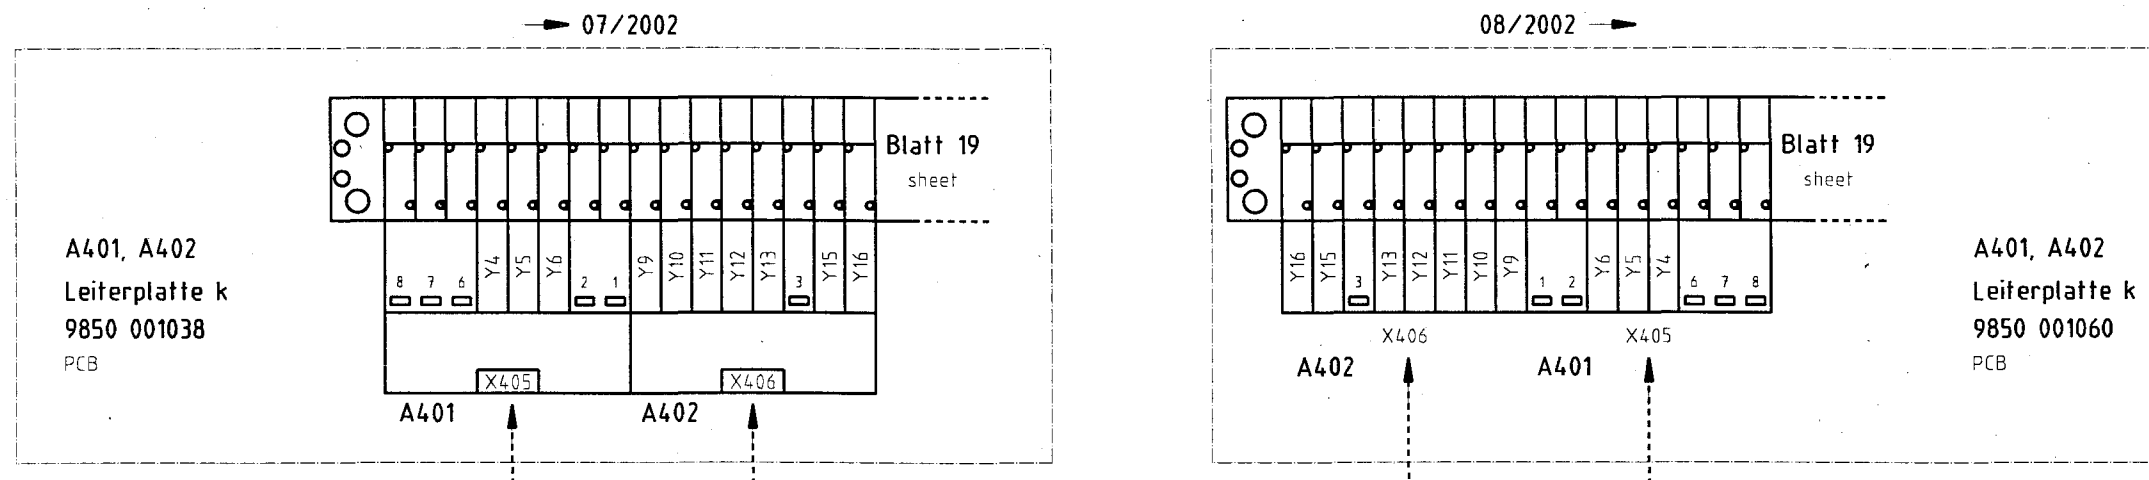 07/2002
Blatt 19
sheet
A401, A402
Leiterplatte k
9850 001038
PCB
8 7 6 Y4 Y5 Y6 2 1 Y9 Y10 Y11 Y12 Y13 3 Y15 Y16
X405 X406
A401 A402
08/2002
Blatt 19
sheet
Y16 Y15 3 Y13 Y12 Y11 Y10 Y9 1 2 Y6 Y5 Y4 6 7 8
X406 X405
A402 A401
A401, A402
Leiterplatte k
9850 001060
PCB